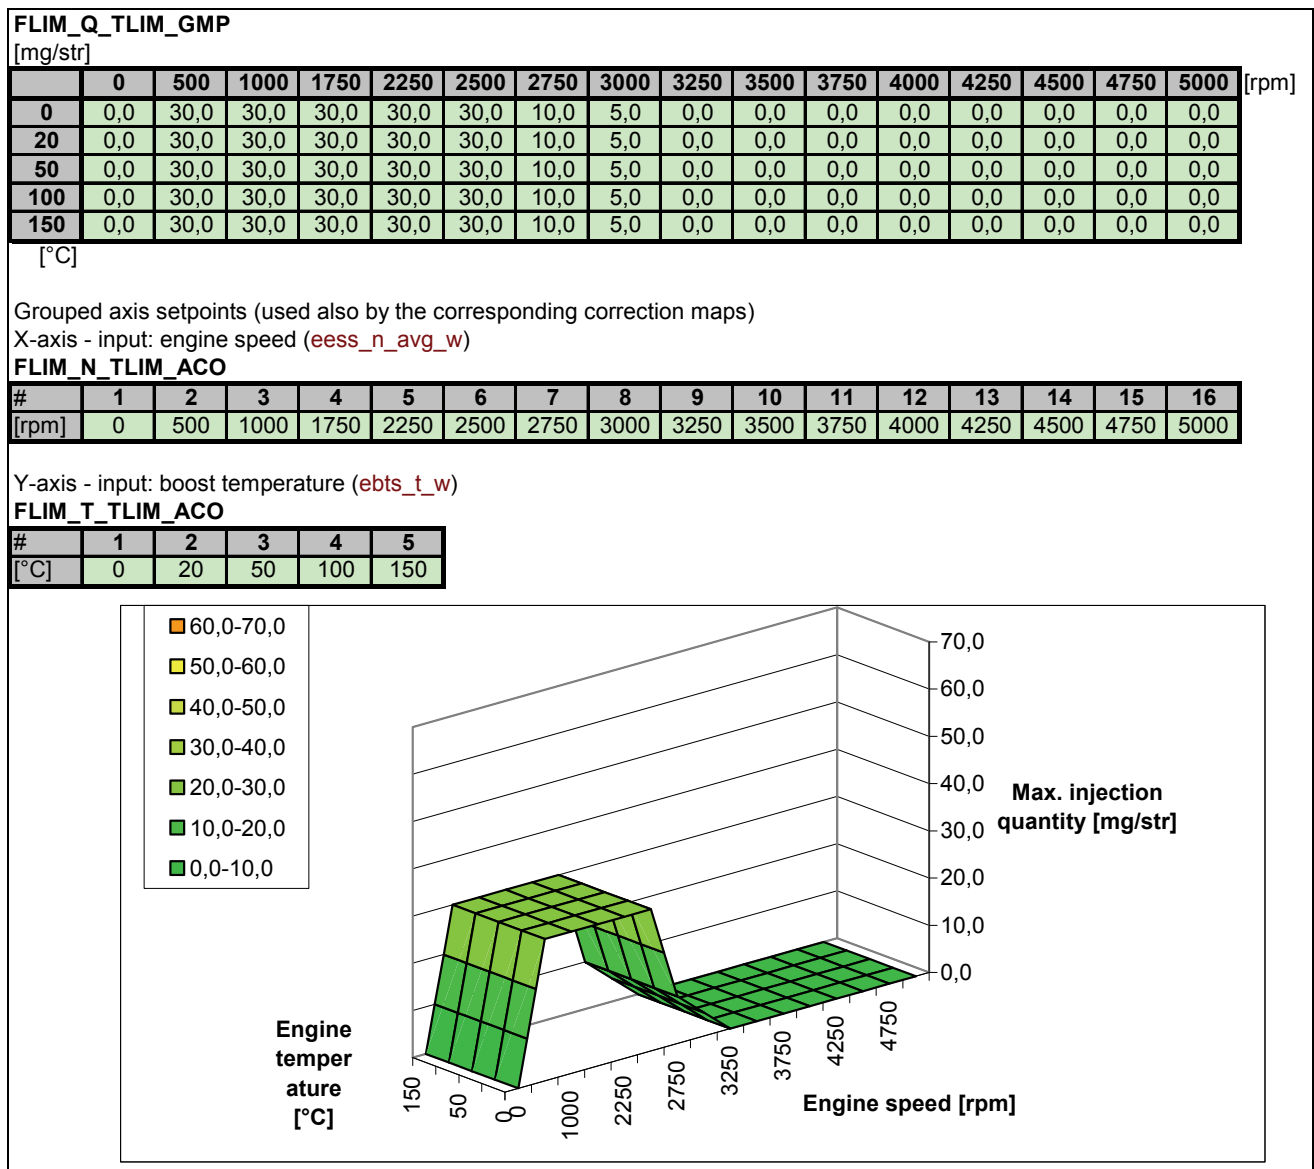 FLIM_Q_TLIM_GMP
[mg/str]
0 500 1000 1750 2250 2500 2750 3000 3250 3500 3750 4000 4250 4500 4750 5000 [rpm]
0 0,0 30,0 30,0 30,0 30,0 30,0 10,0 5,0 0,0 0,0 0,0 0,0 0,0 0,0 0,0 0,0
20 0,0 30,0 30,0 30,0 30,0 30,0 10,0 5,0 0,0 0,0 0,0 0,0 0,0 0,0 0,0 0,0
50 0,0 30,0 30,0 30,0 30,0 30,0 10,0 5,0 0,0 0,0 0,0 0,0 0,0 0,0 0,0 0,0
100 0,0 30,0 30,0 30,0 30,0 30,0 10,0 5,0 0,0 0,0 0,0 0,0 0,0 0,0 0,0 0,0
150 0,0 30,0 30,0 30,0 30,0 30,0 10,0 5,0 0,0 0,0 0,0 0,0 0,0 0,0 0,0 0,0
[°C]
Grouped axis setpoints (used also by the corresponding correction maps)
X-axis - input: engine speed (eess_n_avg_w)
FLIM_N_TLIM_ACO
# 1 2 3 4 5 6 7 8 9 10 11 12 13 14 15 16
[rpm] 0 500 1000 1750 2250 2500 2750 3000 3250 3500 3750 4000 4250 4500 4750 5000
Y-axis - input: boost temperature (ebts_t_w)
FLIM_T_TLIM_ACO
# 1 2 3 4 5
[°C] 0 20 50 100 150
60,0-70,0
50,0-60,0
40,0-50,0
30,0-40,0
20,0-30,0
10,0-20,0
0,0-10,0
70,0
60,0
50,0
40,0
30,0
20,0
10,0
0,0
Max. injection
quantity [mg/str]
Engine
temper
ature
[°C]
150
50
0
0
1000
2250
2750
3250
3750
4250
4750
Engine speed [rpm]